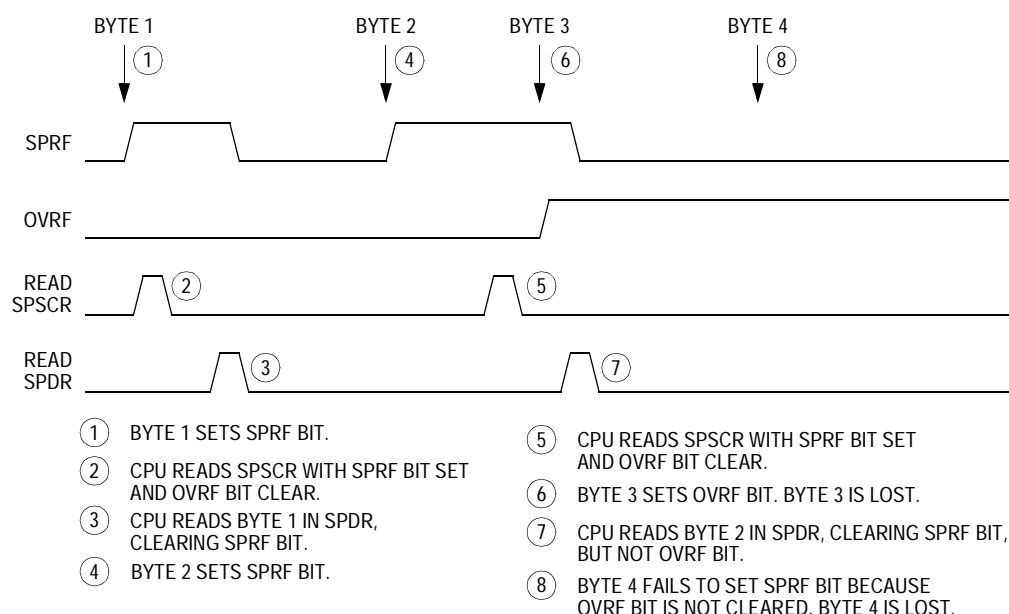 BYTE 1 BYTE 2 BYTE 3 BYTE 4
1 4 6 8
SPRF
OVRF
READ
SPSCR
2 5
READ
SPDR
3 7
1 BYTE 1 SETS SPRF BIT.
2 CPU READS SPSCR WITH SPRF BIT SET
AND OVRF BIT CLEAR.
3 CPU READS BYTE 1 IN SPDR,
CLEARING SPRF BIT.
4 BYTE 2 SETS SPRF BIT.
5 CPU READS SPSCR WITH SPRF BIT SET
AND OVRF BIT CLEAR.
6 BYTE 3 SETS OVRF BIT. BYTE 3 IS LOST.
7 CPU READS BYTE 2 IN SPDR, CLEARING SPRF BIT,
BUT NOT OVRF BIT.
8 BYTE 4 FAILS TO SET SPRF BIT BECAUSE
OVRF BIT IS NOT CLEARED. BYTE 4 IS LOST.